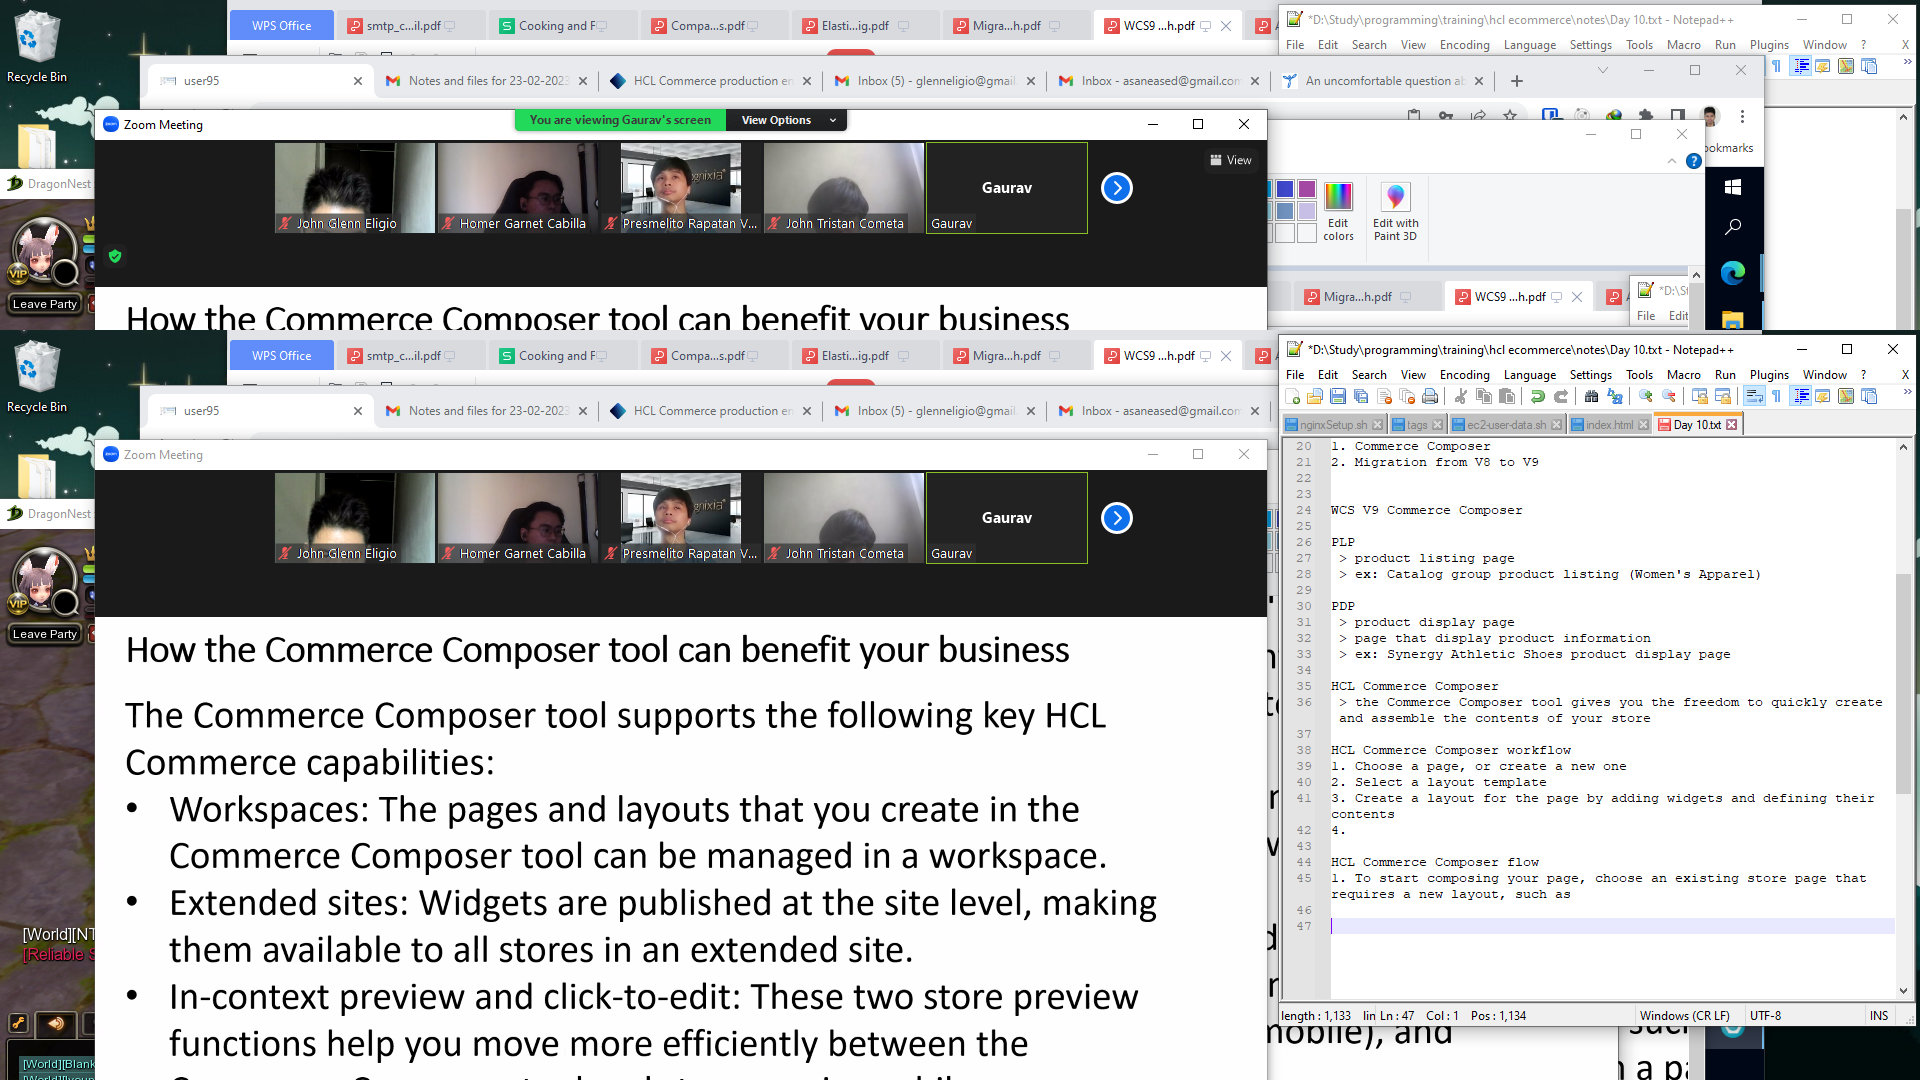 WPS Office
smtp_c...il.pdf
Cooking and F
Compa...s.pdf
Elasti...ig.pdf
Migra...h.pdf
WCS9 ...h.pdf
*D:\Study\programming\training\hcl ecommerce\notes\Day 10.txt - Notepad++
File Edit Search View Encoding Language Settings Tools Macro Run Plugins Window ? X
Recycle Bin
user95
Notes and files for 23-02-2023
HCL Commerce production en
Inbox (5) - glenneligio@gmail.
Inbox - asaneased@gmail.com
An uncomfortable question ab
ookmarks
Zoom Meeting
You are viewing Gaurav's screen
View Options
View
DragonNest
VIP
Leave Party
John Glenn Eligio
Homer Garnet Cabilla
Presmelito Rapatan V...
John Tristan Cometa
Gaurav
Gaurav
Edit colors
Edit with Paint 3D
Migra...h.pdf
WCS9 ...h.pdf
*D:\St
File Edit
How the Commerce Composer tool can benefit your business
WPS Office
smtp_c...il.pdf
Cooking and F
Compa...s.pdf
Elasti...ig.pdf
Migra...h.pdf
WCS9 ...h.pdf
Recycle Bin
user95
Notes and files for 23-02-2023
HCL Commerce production en
Inbox (5) - glenneligio@gmail.
Inbox - asaneased@gmail.com
Zoom Meeting
DragonNest
VIP
Leave Party
John Glenn Eligio
Homer Garnet Cabilla
Presmelito Rapatan V...
John Tristan Cometa
Gaurav
Gaurav
How the Commerce Composer tool can benefit your business
The Commerce Composer tool supports the following key HCL
Commerce capabilities:
• Workspaces: The pages and layouts that you create in the
Commerce Composer tool can be managed in a workspace.
• Extended sites: Widgets are published at the site level, making
them available to all stores in an extended site.
• In-context preview and click-to-edit: These two store preview
functions help you move more efficiently between the
[World][NT
[Reliable S
[World][Blank
*D:\Study\programming\training\hcl ecommerce\notes\Day 10.txt - Notepad++
File Edit Search View Encoding Language Settings Tools Macro Run Plugins Window ? X
nginxSetup.sh
tags
ec2-user-data.sh
index.html
Day 10.txt
20 1. Commerce Composer
21 2. Migration from V8 to V9
22
23
24 WCS V9 Commerce Composer
25
26 PLP
27 > product listing page
28 > ex: Catalog group product listing (Women's Apparel)
29
30 PDP
31 > product display page
32 > page that display product information
33 > ex: Synergy Athletic Shoes product display page
34
35 HCL Commerce Composer
36 > the Commerce Composer tool gives you the freedom to quickly create
and assemble the contents of your store
37
38 HCL Commerce Composer workflow
39 1. Choose a page, or create a new one
40 2. Select a layout template
41 3. Create a layout for the page by adding widgets and defining their
contents
42 4.
43
44 HCL Commerce Composer flow
45 1. To start composing your page, choose an existing store page that
requires a new layout, such as
46
47
length : 1,133 lin Ln : 47 Col : 1 Pos : 1,134 Windows (CR LF) UTF-8 INS
mobile), and